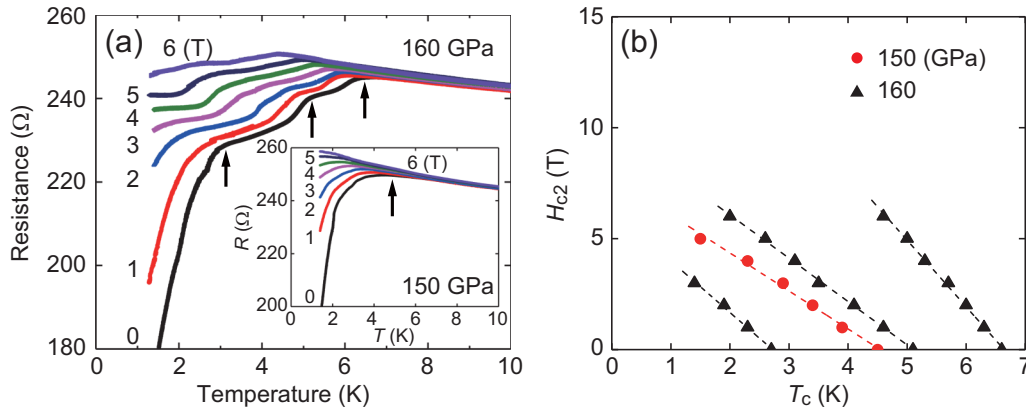 (a)
6 (T)
160 GPa
5
4
3
2
1
0
260
240
220
200
180
Resistance (Ω)
0
2
4
6
8
10
Temperature (K)
260
240
220
200
R (Ω)
5
4
3
2
1
0
6 (T)
150 GPa
0 2 4 6 8 10
T (K)
(b)
150 (GPa)
160
15
10
5
0
Hc2 (T)
0 1 2 3 4 5 6 7
Tc (K)